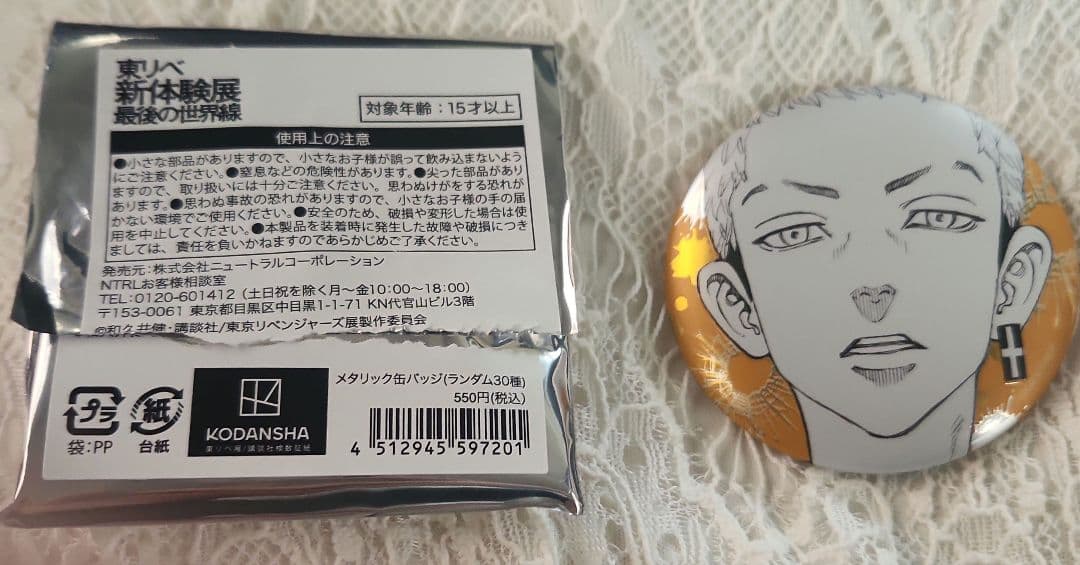 東リベ
新体験展
最後の世界線
対象年齢：15才以上
使用上の注意
●小さな部品がありますので、小さなお子様が誤って飲み込まないよう
にご注意ください。●窒息などの危険性があります。●尖った部品があり
ますので、取り扱いには十分ご注意ください。思わぬけがをする恐れが
あります。●思わぬ事故の恐れがありますので、小さなお子様の手の届
かない環境でご使用ください。●安全のため、破損や変形した場合は使
用を中止してください。●本製品を装着時に発生した故障や破損につき
ましては、責任を負いかねますのであらかじめご了承ください。
発売元：株式会社ニュートラルコーポレーション
NTRLお客様相談室
TEL：0120-601412（土日祝を除く月〜金10:00〜18:00）
〒153-0061 東京都目黒区中目黒1-1-71 KN代官山ビル3階
©和久井健・講談社/東京リベンジャーズ展製作委員会
メタリック缶バッジ(ランダム30種)
550円(税込)
プラ
袋：PP
紙
台紙
KODANSHA
東リベ展/講談社検数証紙
4 512945 597201